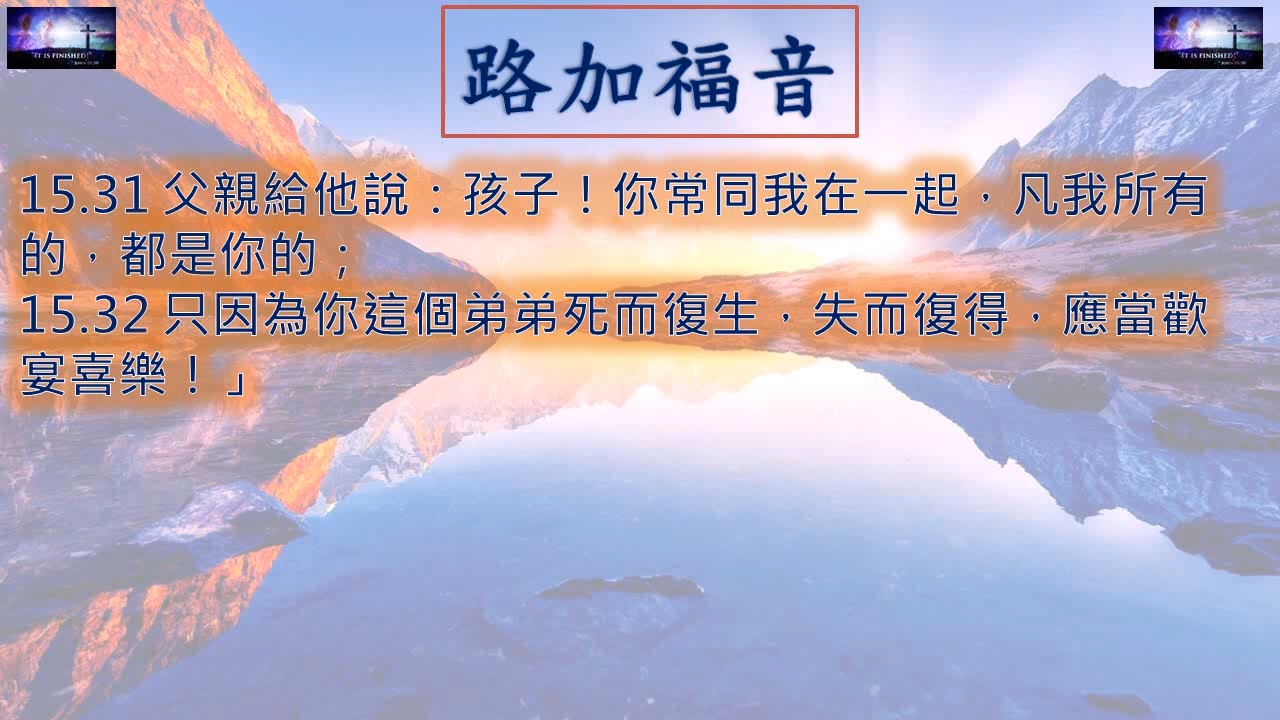 "IT IS FINISHED!"
"IT IS FINISHED!"
路加福音
15.31 父親給他說：孩子！你常同我在一起，凡我所有
的，都是你的；
15.32 只因為你這個弟弟死而復生，失而復得，應當歡
宴喜樂！」